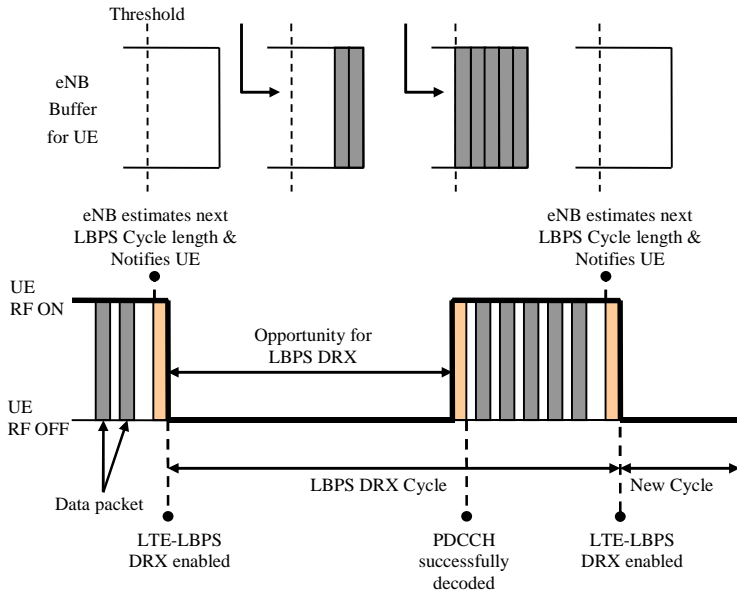 Threshold
eNB
Buffer
for UE
eNB estimates next
LBPS Cycle length &
Notifies UE
eNB estimates next
LBPS Cycle length &
Notifies UE
UE
RF ON
Opportunity for
LBPS DRX
UE
RF OFF
Data packet
LBPS DRX Cycle
New Cycle
LTE-LBPS
DRX enabled
PDCCH
successfully
decoded
LTE-LBPS
DRX enabled